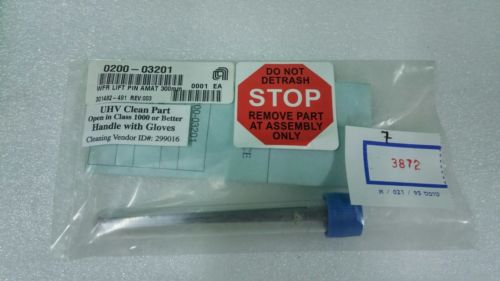 0200-03201
WFR LIFT PIN AMAT 300mm
0001 EA
301482-491 REV:003
UHV Clean Part
Open in Class 1000 or Better
Handle with Gloves
Cleaning Vendor ID#: 299016
DO NOT
DETRASH
STOP
REMOVE PART
AT ASSEMBLY
ONLY
7
3872